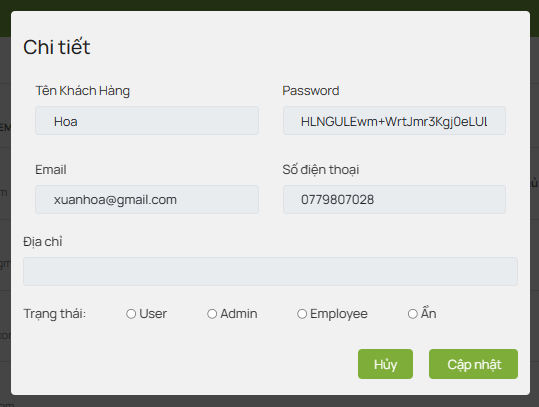 Chi tiết
Tên Khách Hàng Password
Hoa HLNGULEwm+WrtJmr3Kgj0eLUl
Email Số điện thoại
xuanhoa@gmail.com 0779807028
Địa chỉ
Trạng thái: User Admin Employee Ẩn
Hủy Cập nhật